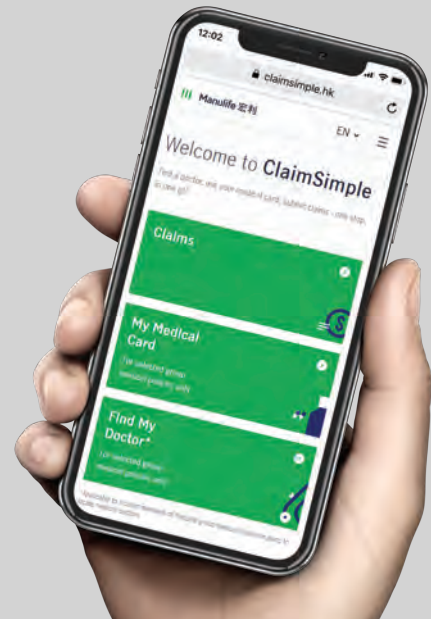 12:02
claimsimple.hk
Manulife 宏利
EN
Welcome to ClaimSimple
Find a doctor, use your medical card, submit claims - one stop,
in one go!
Claims
My Medical
Card
For selected group
medical policies only
Find My
Doctor*
For selected group
medical policies only